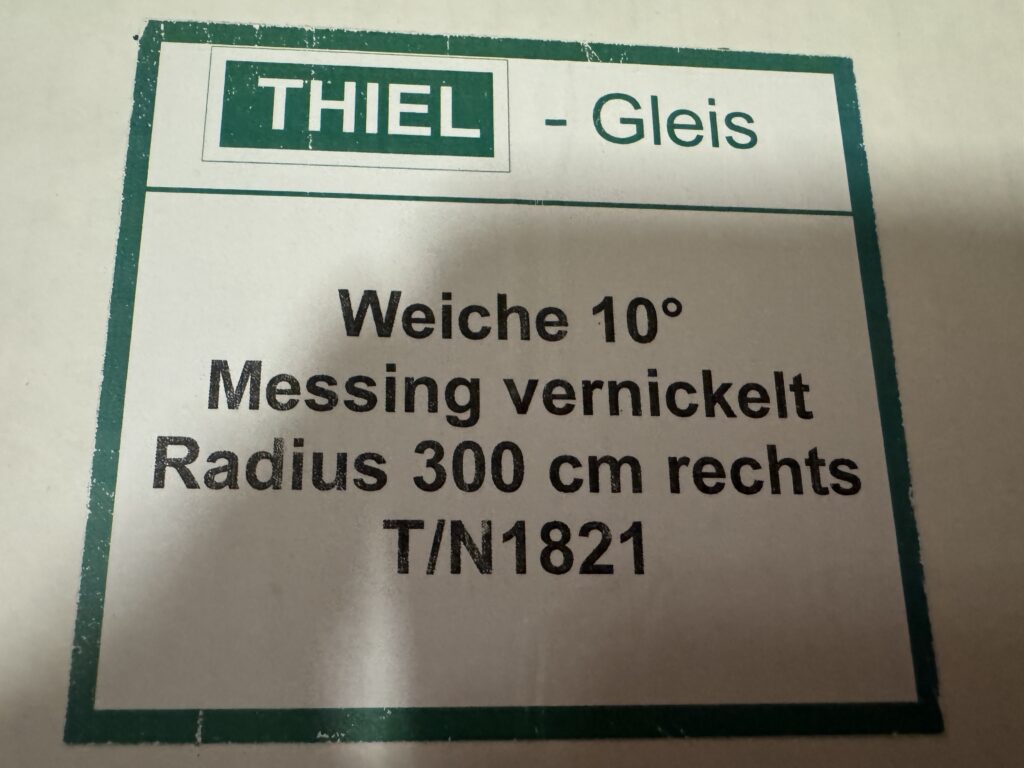 THIEL - Gleis
Weiche 10°
Messing vernickelt
Radius 300 cm rechts
T/N1821